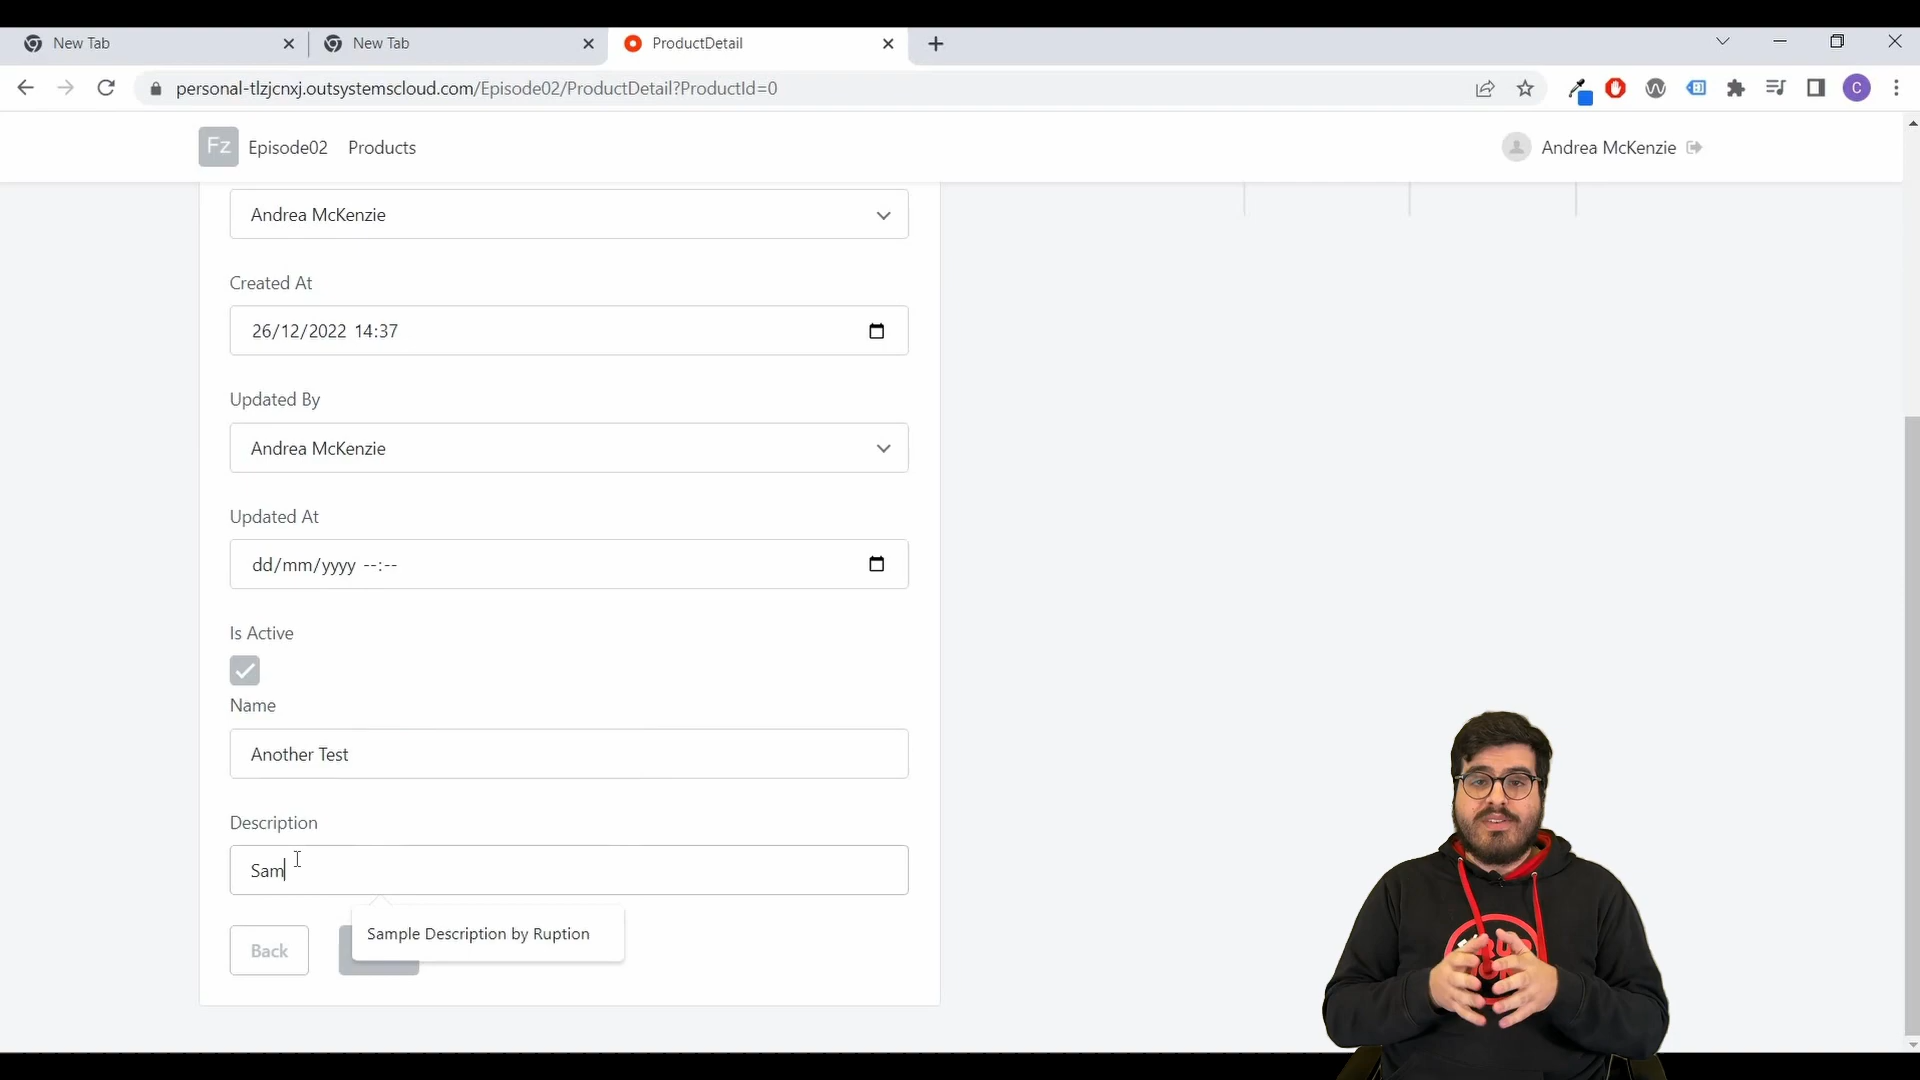 New Tab
New Tab
ProductDetail
personal-tlzjcnxj.outsystemscloud.com/Episode02/ProductDetail?ProductId=0
C
Fz Episode02 Products
Andrea McKenzie
Andrea McKenzie
Created At
26/12/2022 14:37
Updated By
Andrea McKenzie
Updated At
dd/mm/yyyy --:--
Is Active
Name
Another Test
Description
Sam
Sample Description by Ruption
Back